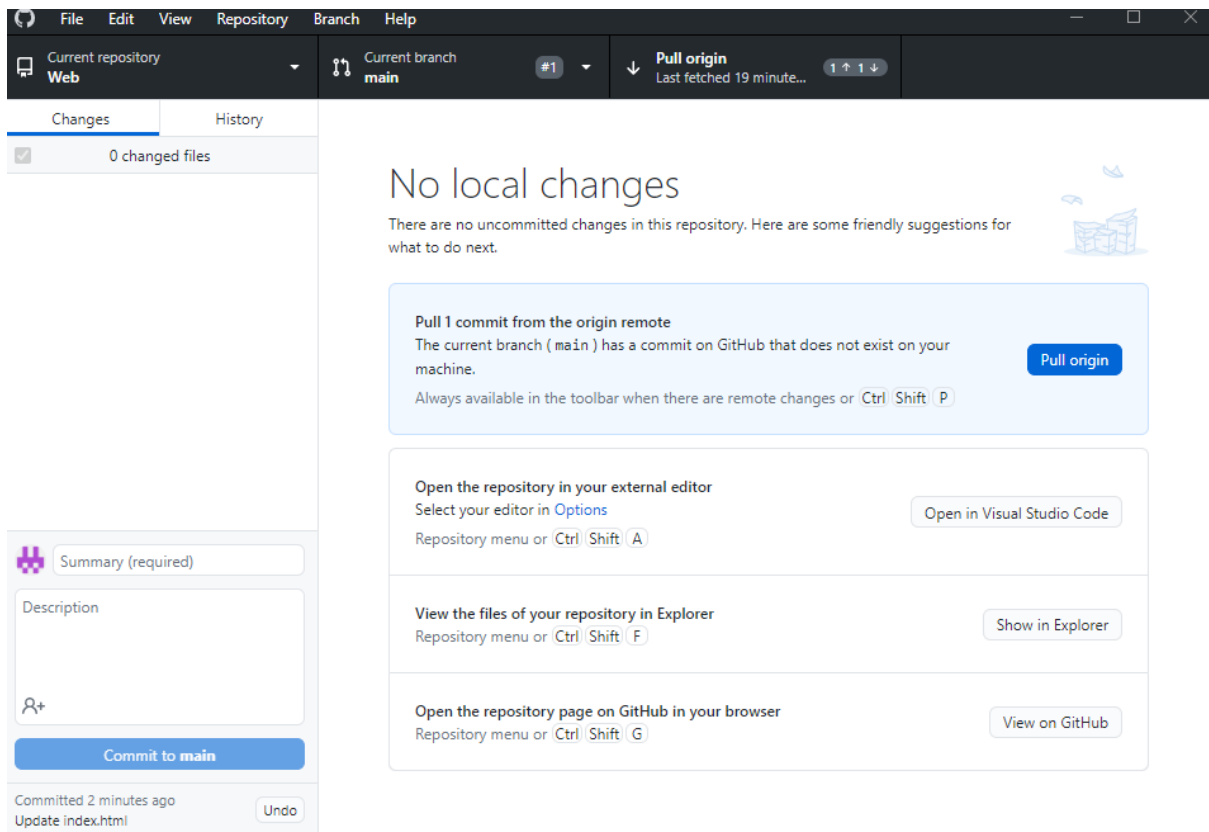 File Edit View Repository Branch Help
Current repository
Web
Current branch
main
#1
Pull origin
Last fetched 19 minute...
1 ↑ 1 ↓
Changes History
0 changed files
No local changes
There are no uncommitted changes in this repository. Here are some friendly suggestions for
what to do next.
Pull 1 commit from the origin remote
The current branch ( main ) has a commit on GitHub that does not exist on your
machine.
Pull origin
Always available in the toolbar when there are remote changes or Ctrl Shift P
Open the repository in your external editor
Select your editor in Options
Repository menu or Ctrl Shift A
Open in Visual Studio Code
View the files of your repository in Explorer
Repository menu or Ctrl Shift F
Show in Explorer
Open the repository page on GitHub in your browser
Repository menu or Ctrl Shift G
View on GitHub
Summary (required)
Description
Commit to main
Committed 2 minutes ago
Update index.html
Undo